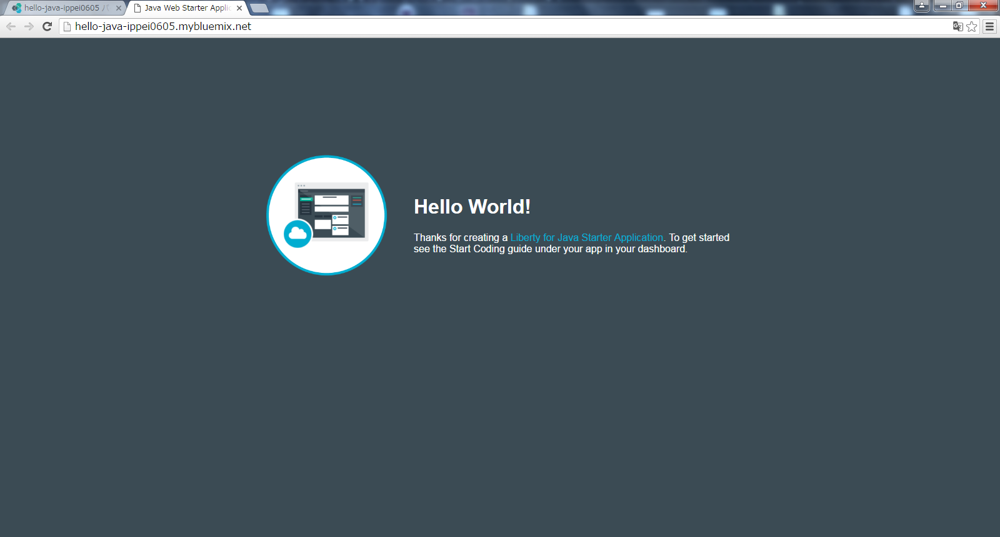 hello-java-ippei0605 /
Java Web Starter Applic
hello-java-ippei0605.mybluemix.net
Hello World!
Thanks for creating a Liberty for Java Starter Application. To get started
see the Start Coding guide under your app in your dashboard.